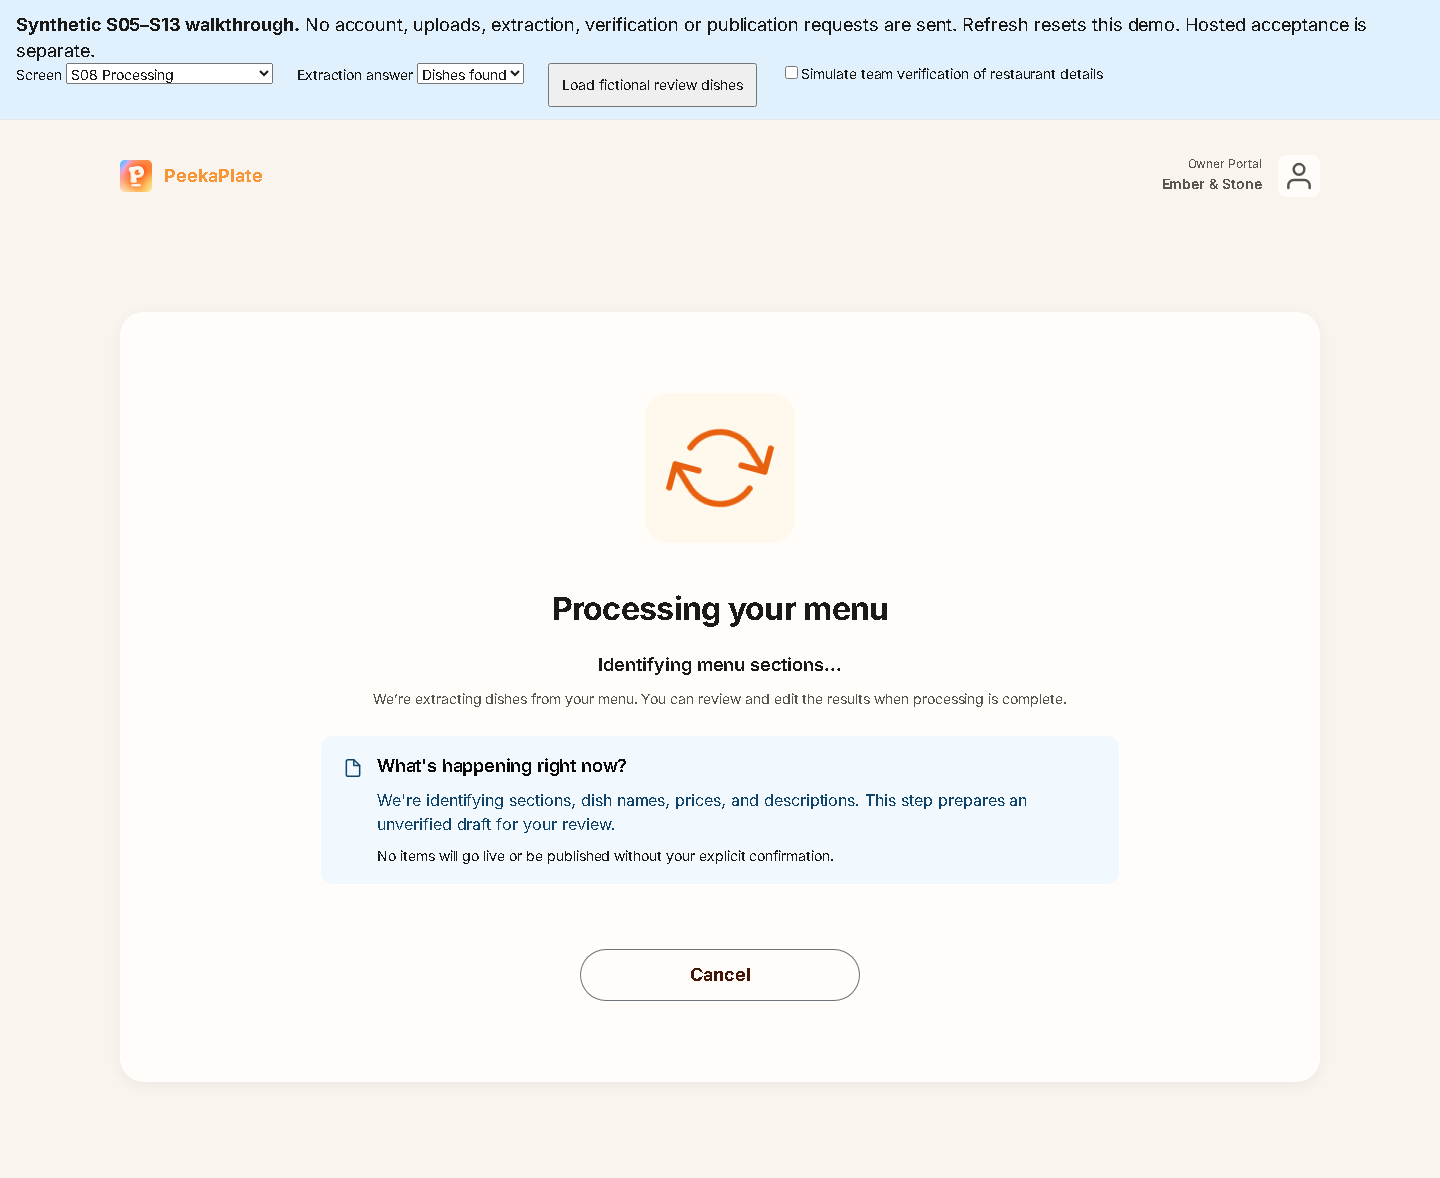 Synthetic S05–S13 walkthrough. No account, uploads, extraction, verification or publication requests are sent. Refresh resets this demo. Hosted acceptance is
separate.
Screen S08 Processing Extraction answer Dishes found Load fictional review dishes Simulate team verification of restaurant details
PeekaPlate
Owner Portal
Ember & Stone
Processing your menu
Identifying menu sections...
We’re extracting dishes from your menu. You can review and edit the results when processing is complete.
What's happening right now?
We're identifying sections, dish names, prices, and descriptions. This step prepares an
unverified draft for your review.
No items will go live or be published without your explicit confirmation.
Cancel